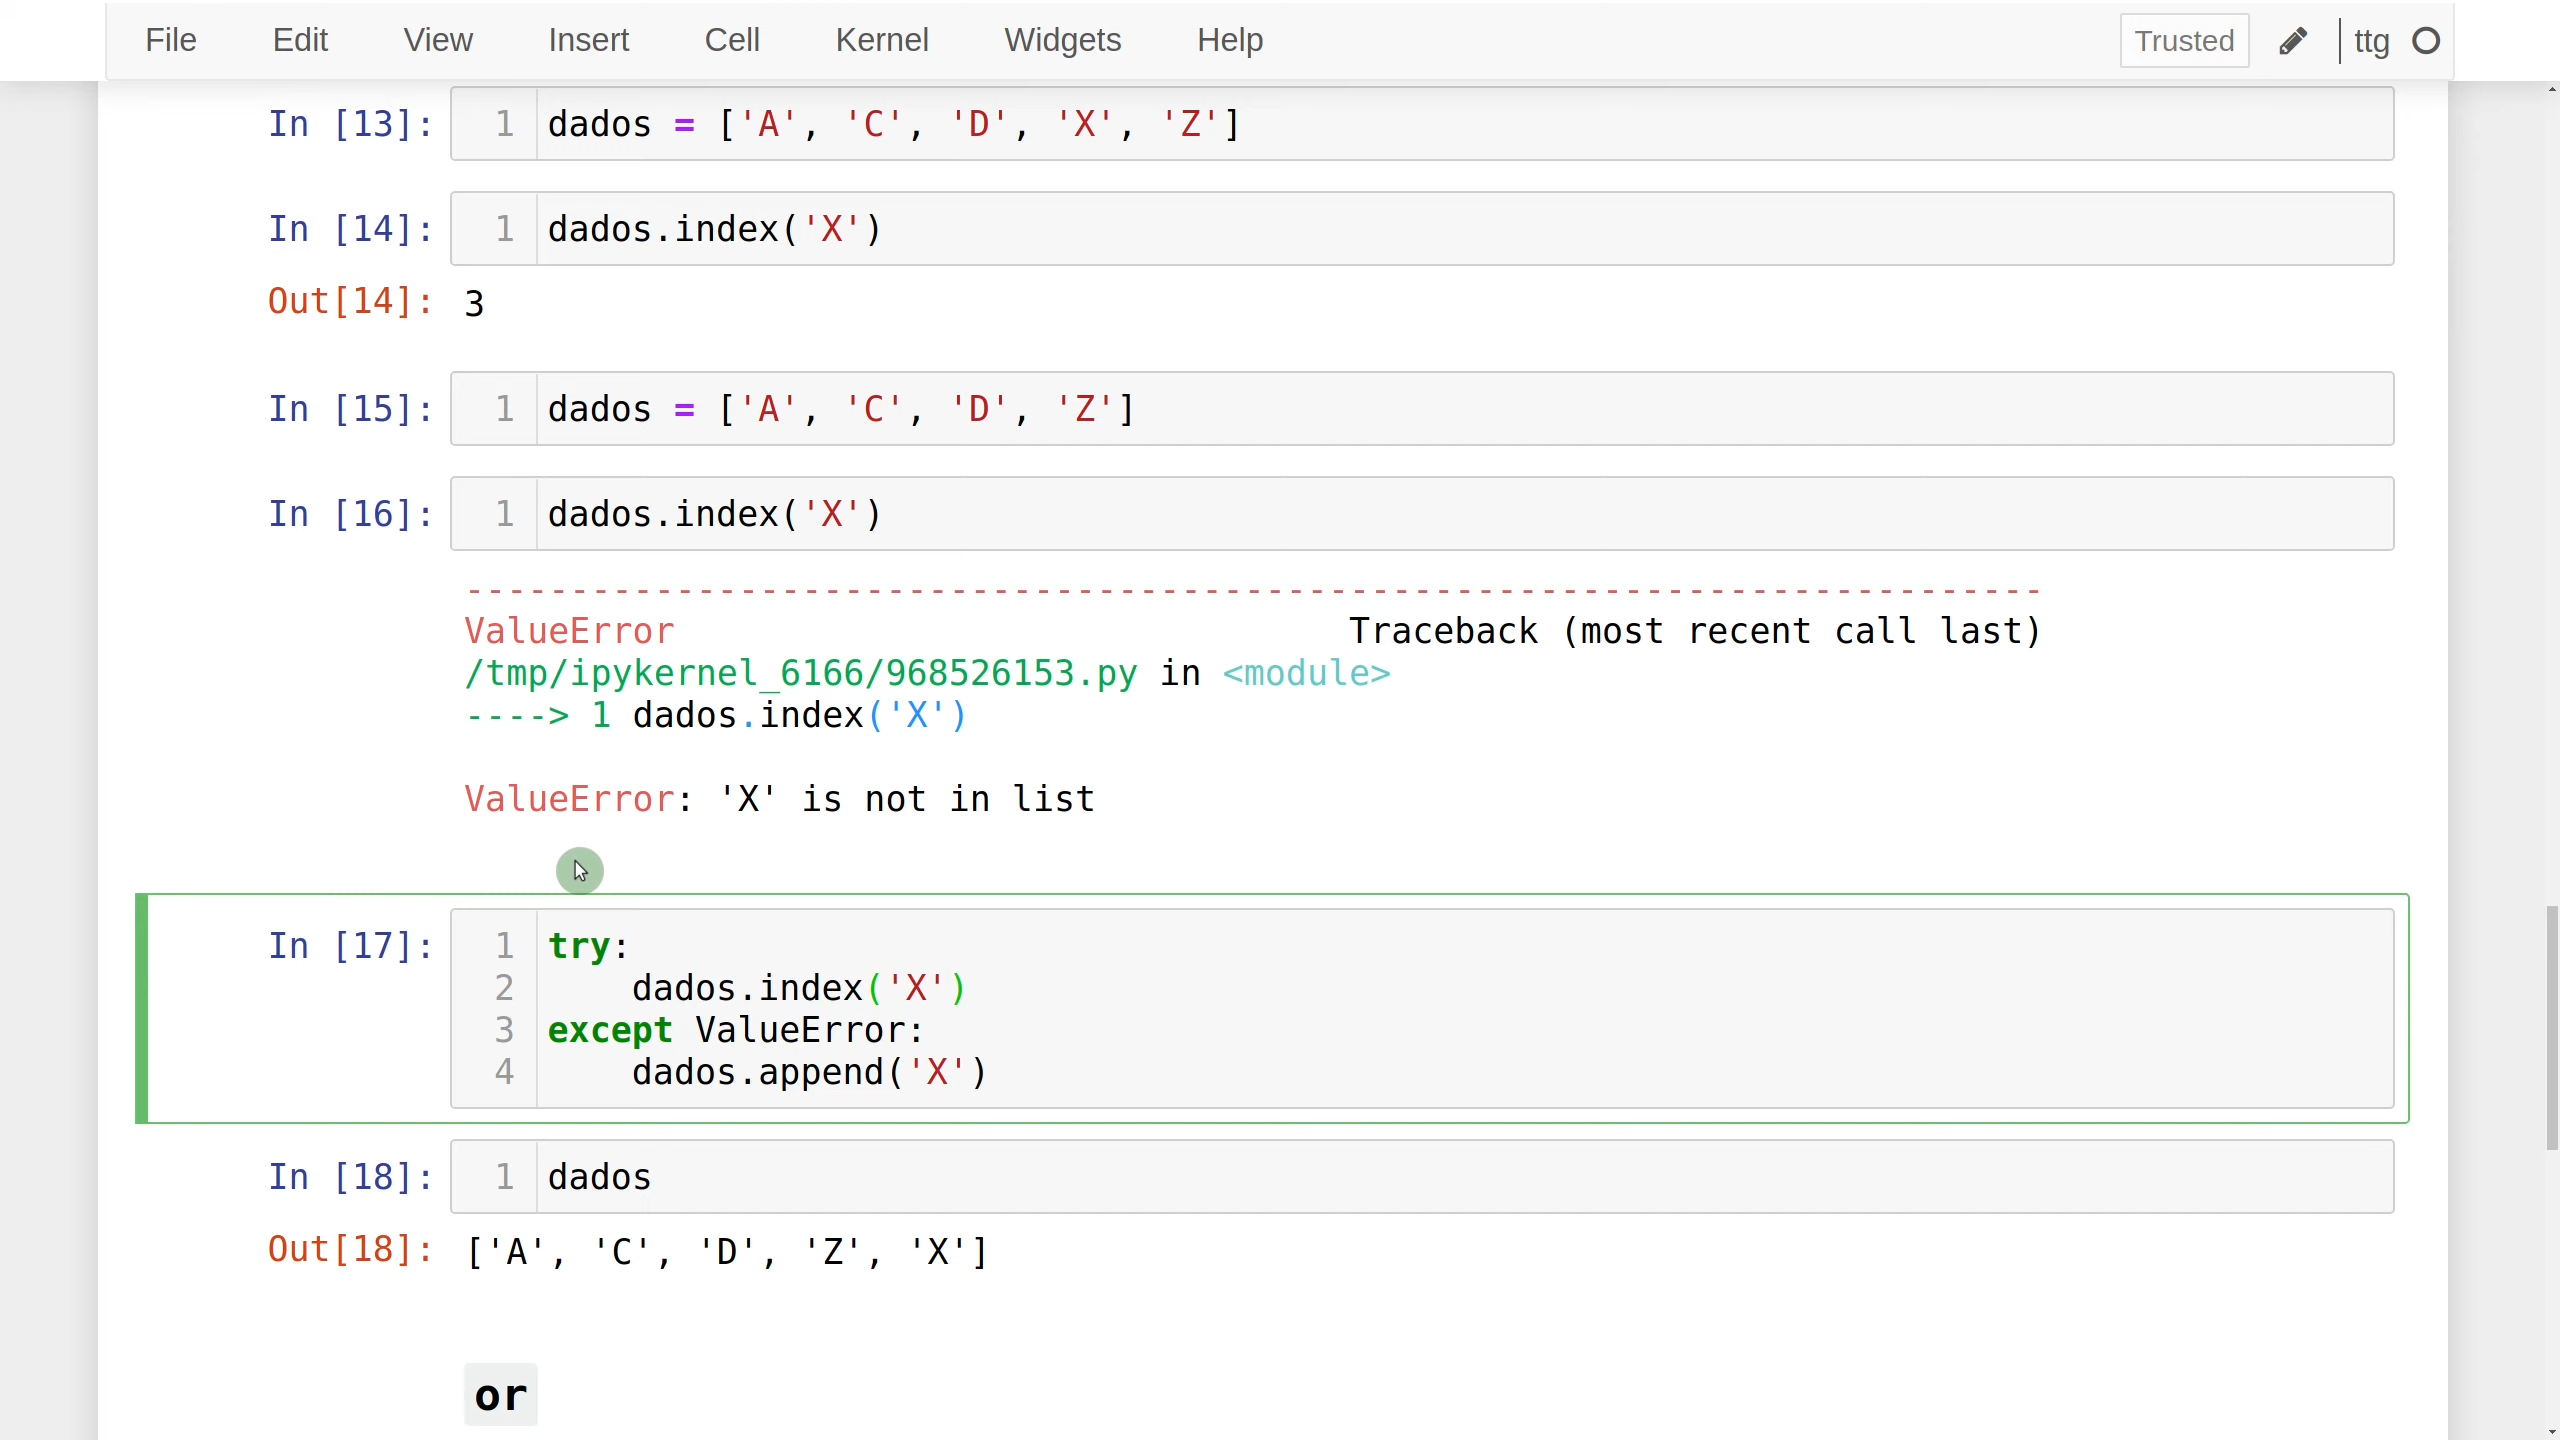 File Edit View Insert Cell Kernel Widgets Help Trusted ttg
In [13]: 1 dados = ['A', 'C', 'D', 'X', 'Z']
In [14]: 1 dados.index('X')
Out[14]: 3
In [15]: 1 dados = ['A', 'C', 'D', 'Z']
In [16]: 1 dados.index('X')
---------------------------------------------------------------------------
ValueError Traceback (most recent call last)
/tmp/ipykernel_6166/968526153.py in <module>
----> 1 dados.index('X')
ValueError: 'X' is not in list
In [17]: 1 try:
2     dados.index('X')
3 except ValueError:
4     dados.append('X')
In [18]: 1 dados
Out[18]: ['A', 'C', 'D', 'Z', 'X']
or